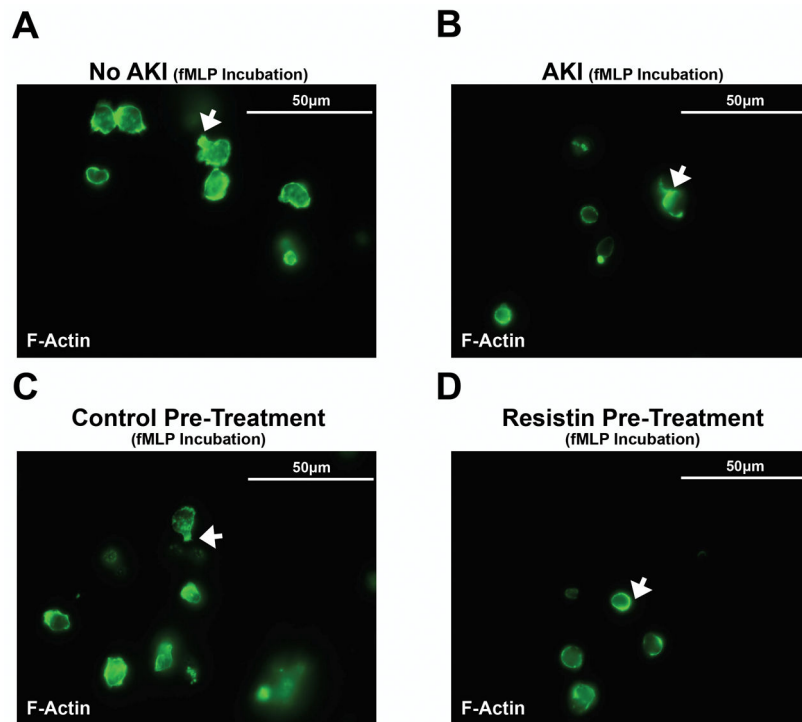 A
No AKI (fMLP Incubation)
50µm
F-Actin
B
AKI (fMLP Incubation)
50µm
F-Actin
C
Control Pre-Treatment
(fMLP Incubation)
50µm
F-Actin
D
Resistin Pre-Treatment
(fMLP Incubation)
50µm
F-Actin